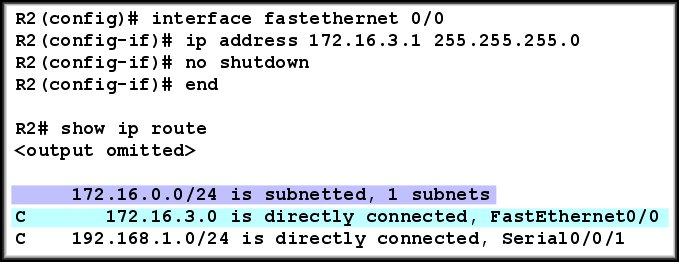 R2(config)# interface fastethernet 0/0
R2(config-if)# ip address 172.16.3.1 255.255.255.0
R2(config-if)# no shutdown
R2(config-if)# end
R2# show ip route
<output omitted>
172.16.0.0/24 is subnetted, 1 subnets
C 172.16.3.0 is directly connected, FastEthernet0/0
C 192.168.1.0/24 is directly connected, Serial0/0/1